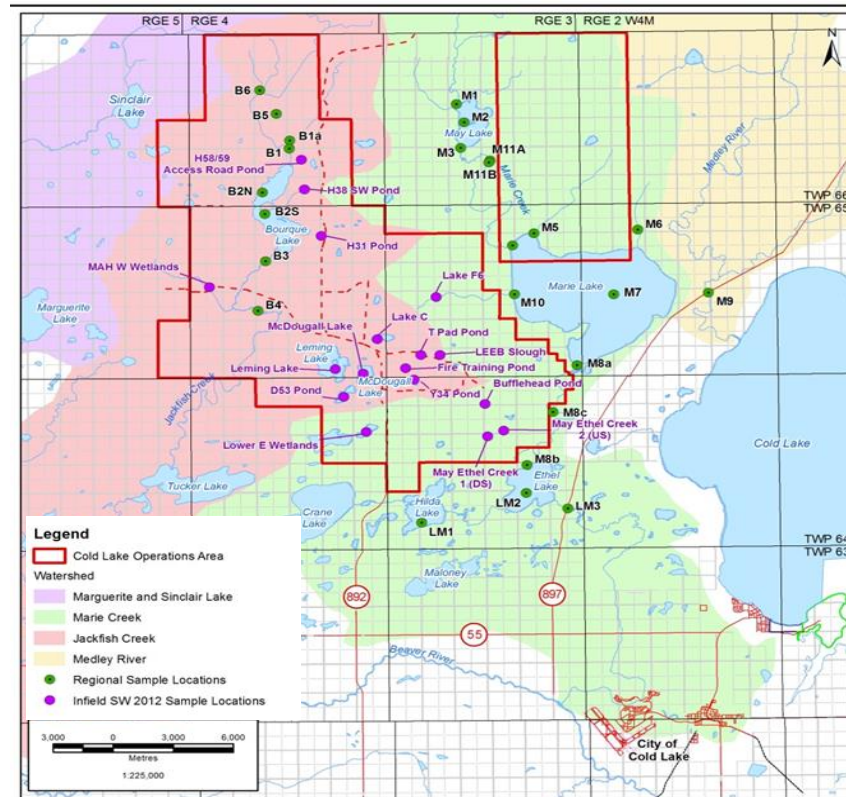 RGE 5
RGE 4
RGE 3
RGE 2 W4M
N
Sinclair
Lake
B6
B5
B1a
B1
H58/59
Access Road Pond
B2N
H38 SW Pond
B2S
Bourque
Lake
H31 Pond
B3
MAH W Wetlands
B4
Marguerite
Lake
M1
M2
May Lake
M3
M11A
M11B
Marie Creek
Medley River
TWP 66
TWP 65
M5
M6
Marie Lake
M10
M7
M9
Lake F6
Lake C
McDougall Lake
T Pad Pond
Leming
Lake
LEEB Slough
Leming Lake
Fire Training Pond
M8a
McDougall
Lake
D53 Pond
Y34 Pond
Bufflehead Pond
M8c
Jackfish Creek
Lower E Wetlands
May Ethel Creek
2 (US)
May Ethel Creek
1 (DS)
M8b
Ethel
Lake
Cold Lake
Tucker Lake
Crane
Lake
Hilda
Lake
LM2
LM3
LM1
TWP 64
TWP 63
Maloney
Lake
892
897
55
Beaver River
City of
Cold Lake
Legend
Cold Lake Operations Area
Watershed
Marguerite and Sinclair Lake
Marie Creek
Jackfish Creek
Medley River
Regional Sample Locations
Infield SW 2012 Sample Locations
3,000 0 3,000 6,000
Metres
1:225,000